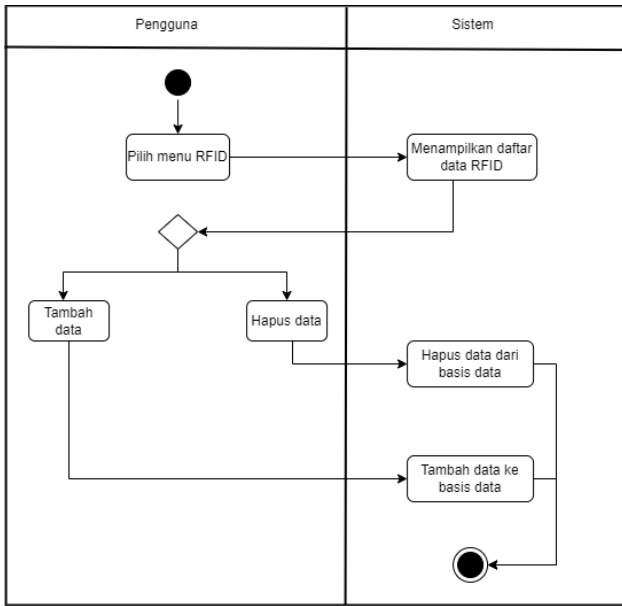 Pengguna
Sistem
Pilih menu RFID
Menampilkan daftar
data RFID
Tambah
data
Hapus data
Hapus data dari
basis data
Tambah data ke
basis data